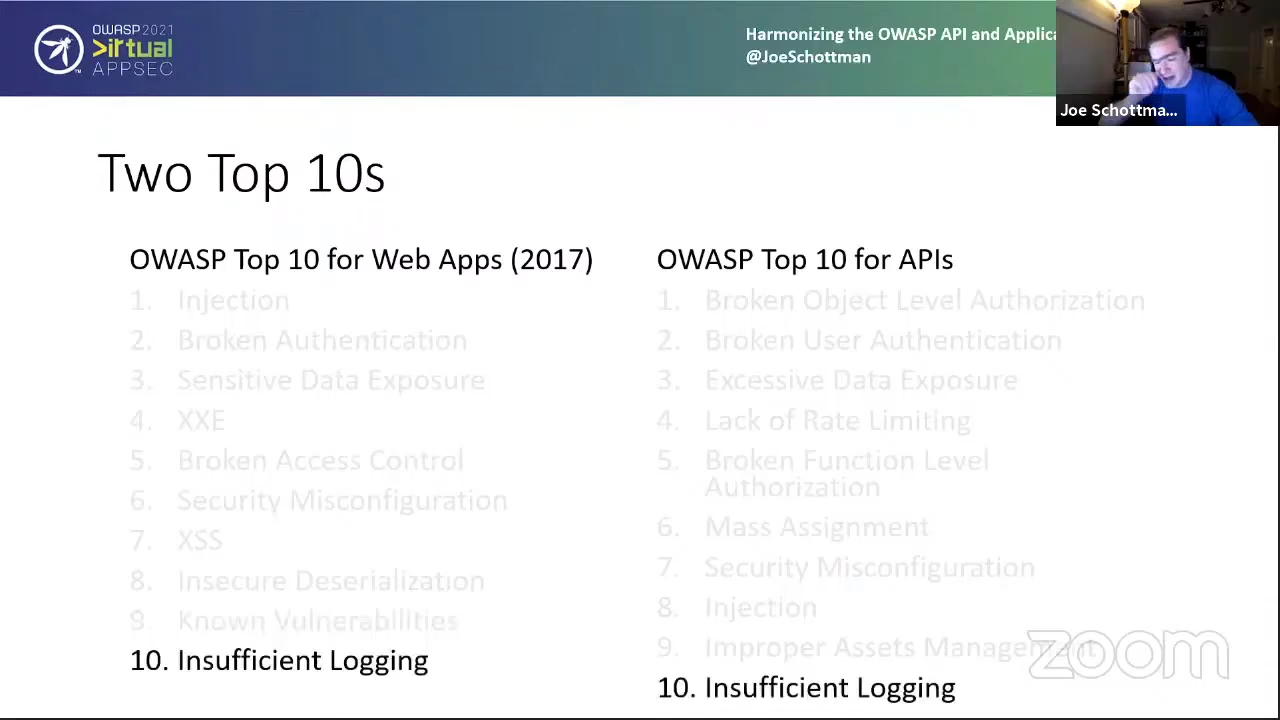 OWASP2021
>irtual
APPSEC
Harmonizing the OWASP API and Applica
@JoeSchottman
Joe Schottma...
Two Top 10s
OWASP Top 10 for Web Apps (2017)
1. Injection
2. Broken Authentication
3. Sensitive Data Exposure
4. XXE
5. Broken Access Control
6. Security Misconfiguration
7. XSS
8. Insecure Deserialization
9. Known Vulnerabilities
10. Insufficient Logging
OWASP Top 10 for APIs
1. Broken Object Level Authorization
2. Broken User Authentication
3. Excessive Data Exposure
4. Lack of Rate Limiting
5. Broken Function Level
Authorization
6. Mass Assignment
7. Security Misconfiguration
8. Injection
9. Improper Assets Management
10. Insufficient Logging
zoom